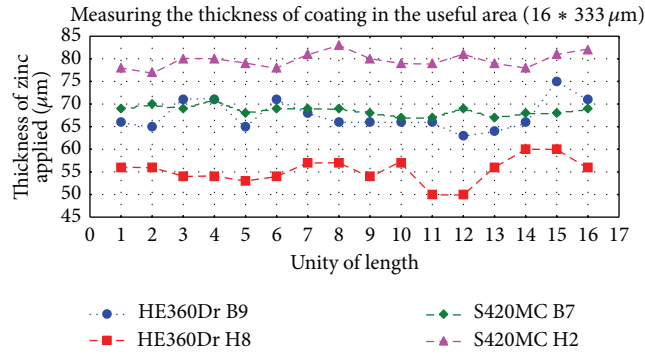 Measuring the thickness of coating in the useful area (16 * 333 μm)
Thickness of zinc
applied (μm)
85
80
75
70
65
60
55
50
45
0 1 2 3 4 5 6 7 8 9 10 11 12 13 14 15 16 17
Unity of length
HE360Dr B9
HE360Dr H8
S420MC B7
S420MC H2